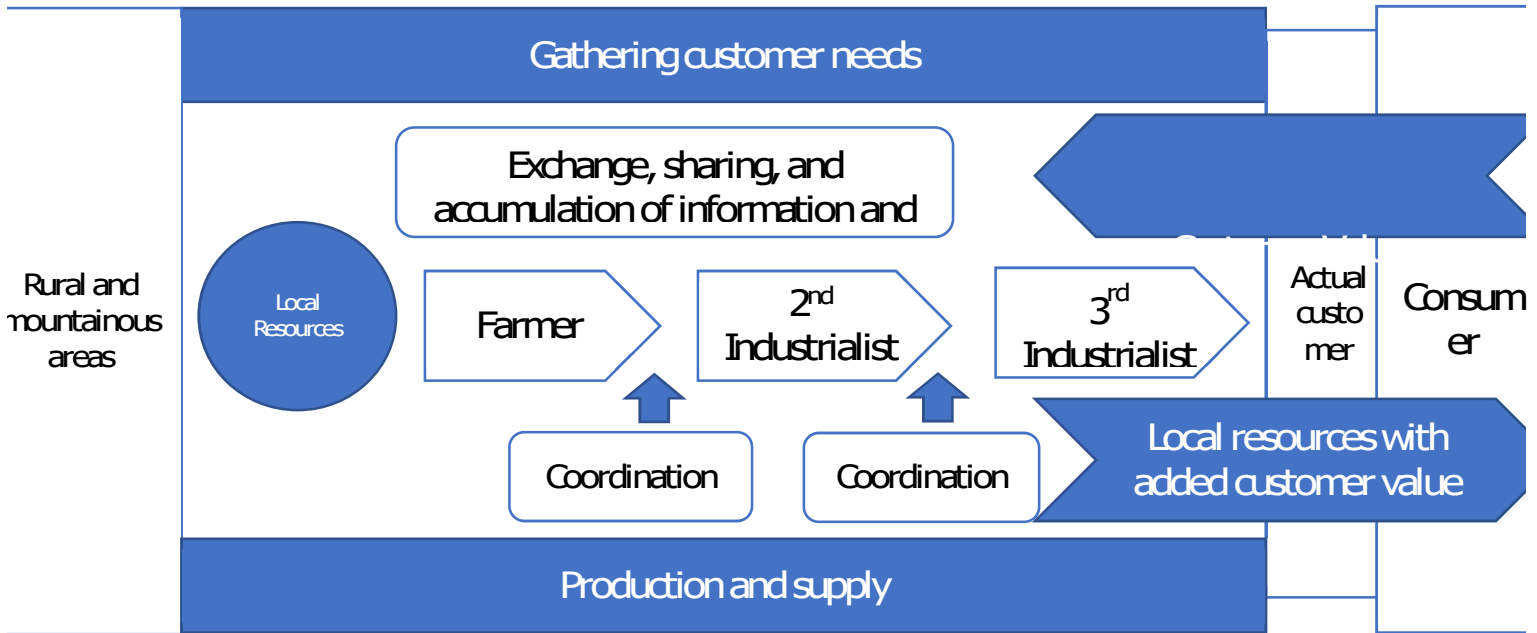 Gathering customer needs
Exchange, sharing, and
accumulation of information and
Rural and
mountainous
areas
Local
Resources
Farmer
2nd
Industrialist
3rd
Industrialist
Actual
custo
mer
Consum
er
Coordination
Coordination
Local resources with
added customer value
Production and supply